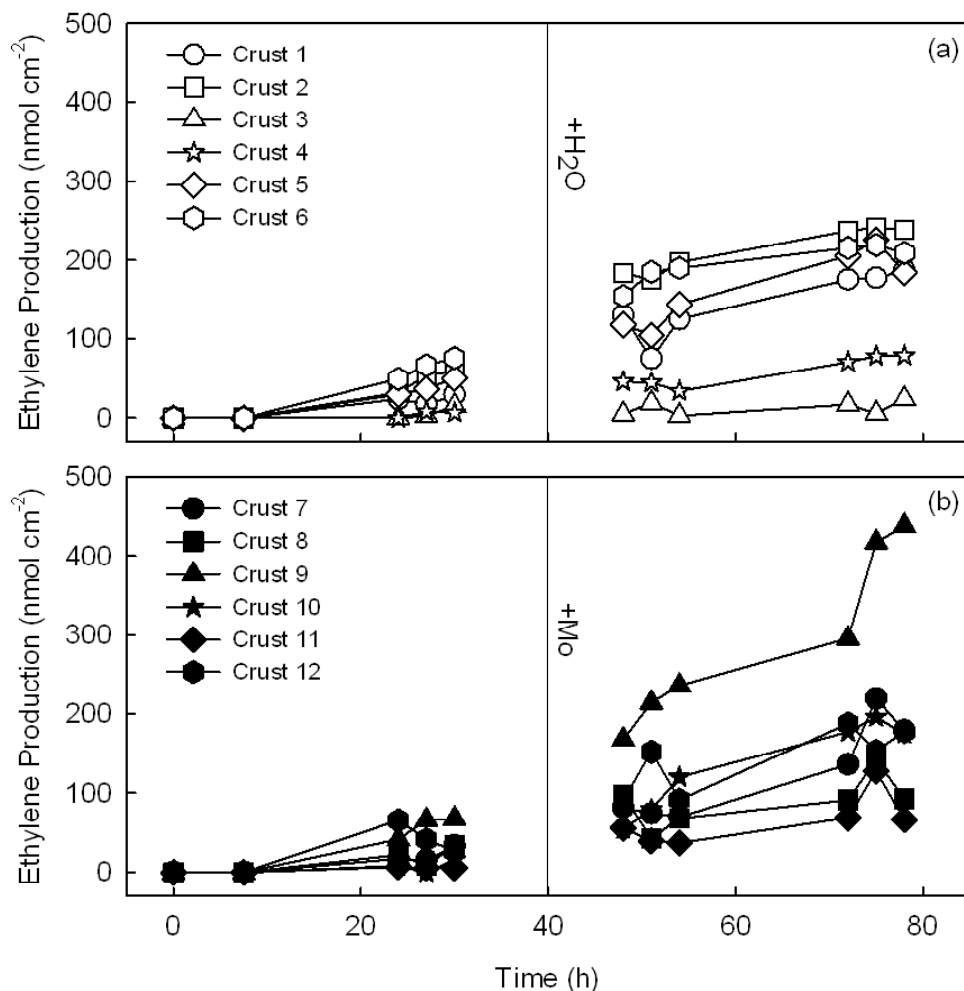 Ethylene Production (nmol cm⁻²)
500
400
300
200
100
0
Crust 1
Crust 2
Crust 3
Crust 4
Crust 5
Crust 6
+H₂O
(a)
Ethylene Production (nmol cm⁻²)
500
400
300
200
100
0
Crust 7
Crust 8
Crust 9
Crust 10
Crust 11
Crust 12
+Mo
(b)
0 20 40 60 80
Time (h)